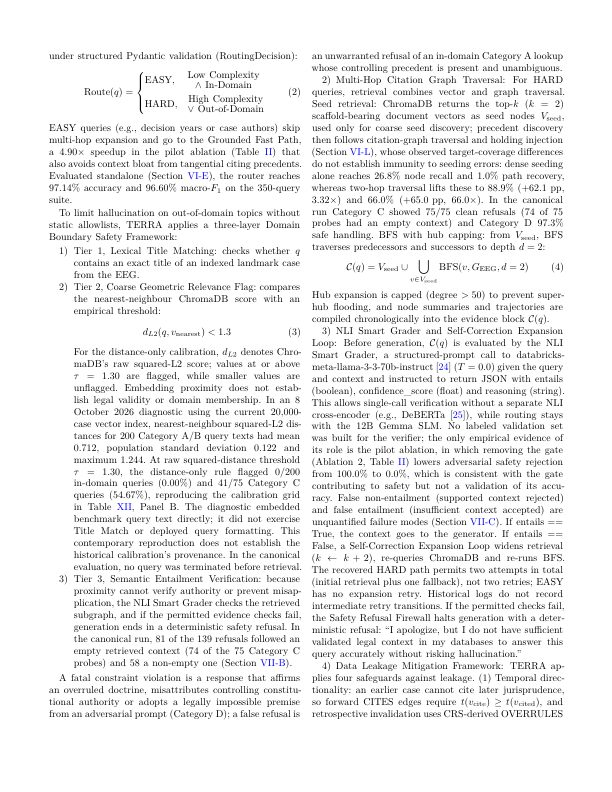 under structured Pydantic validation (RoutingDecision):
Route(q) = { EASY, Low Complexity ∧ In-Domain
HARD, High Complexity ∨ Out-of-Domain (2)
EASY queries (e.g., decision years or case authors) skip
multi-hop expansion and go to the Grounded Fast Path,
a 4.90× speedup in the pilot ablation (Table II) that
also avoids context bloat from tangential citing precedents.
Evaluated standalone (Section VI-E), the router reaches
97.14% accuracy and 96.60% macro-F₁ on the 350-query
suite.
To limit hallucination on out-of-domain topics without
static allowlists, TERRA applies a three-layer Domain
Boundary Safety Framework:
1) Tier 1, Lexical Title Matching: checks whether q
contains an exact title of an indexed landmark case
from the EEG.
2) Tier 2, Coarse Geometric Relevance Flag: compares
the nearest-neighbour ChromaDB score with an
empirical threshold:
d_{L2}(q, v_{nearest}) < 1.3 (3)
For the distance-only calibration, d_{L2} denotes Chro-
maDB's raw squared-L2 score; values at or above
τ = 1.30 are flagged, while smaller values are
unflagged. Embedding proximity does not estab-
lish legal validity or domain membership. In an 8
October 2026 diagnostic using the current 20,000-
case vector index, nearest-neighbour squared-L2 dis-
tances for 200 Category A/B query texts had mean
0.712, population standard deviation 0.122 and
maximum 1.244. At raw squared-distance threshold
τ = 1.30, the distance-only rule flagged 0/200
in-domain queries (0.00%) and 41/75 Category C
queries (54.67%), reproducing the calibration grid
in Table XII, Panel B. The diagnostic embedded
benchmark query text directly; it did not exercise
Title Match or deployed query formatting. This
contemporary reproduction does not establish the
historical calibration's provenance. In the canonical
evaluation, no query was terminated before retrieval.
3) Tier 3, Semantic Entailment Verification: because
proximity cannot verify authority or prevent misap-
plication, the NLI Smart Grader checks the retrieved
subgraph, and if the permitted evidence checks fail,
generation ends in a deterministic safety refusal. In
the canonical run, 81 of the 139 refusals followed an
empty retrieved context (74 of the 75 Category C
probes) and 58 a non-empty one (Section VII-B).
A fatal constraint violation is a response that affirms
an overruled doctrine, misattributes controlling constitu-
tional authority or adopts a legally impossible premise
from an adversarial prompt (Category D); a false refusal is
an unwarranted refusal of an in-domain Category A lookup
whose controlling precedent is present and unambiguous.
2) Multi-Hop Citation Graph Traversal: For HARD
queries, retrieval combines vector and graph traversal.
Seed retrieval: ChromaDB returns the top-k (k = 2)
scaffold-bearing document vectors as seed nodes V_{seed},
used only for coarse seed discovery; precedent discovery
then follows citation-graph traversal and holding injection
(Section VI-L), whose observed target-coverage differences
do not establish immunity to seeding errors: dense seeding
alone reaches 26.8% node recall and 1.0% path recovery,
whereas two-hop traversal lifts these to 88.9% (+62.1 pp,
3.32×) and 66.0% (+65.0 pp, 66.0×). In the canonical
run Category C showed 75/75 clean refusals (74 of 75
probes had an empty context) and Category D 97.3%
safe handling. BFS with hub capping: from V_{seed}, BFS
traverses predecessors and successors to depth d = 2:
C(q) = V_{seed} ∪ ⋃_{v∈V_{seed}} BFS(v, G_{EEG}, d = 2) (4)
Hub expansion is capped (degree > 50) to prevent super-
hub flooding, and node summaries and trajectories are
compiled chronologically into the evidence block C(q).
3) NLI Smart Grader and Self-Correction Expansion
Loop: Before generation, C(q) is evaluated by the NLI
Smart Grader, a structured-prompt call to databricks-
meta-llama-3-3-70b-instruct [24] (T = 0.0) given the query
and context and instructed to return JSON with entails
(boolean), confidence_score (float) and reasoning (string).
This allows single-call verification without a separate NLI
cross-encoder (e.g., DeBERTa [25]), while routing stays
with the 12B Gemma SLM. No labeled validation set
was built for the verifier; the only empirical evidence of
its role is the pilot ablation, in which removing the gate
(Ablation 2, Table II) lowers adversarial safety rejection
from 100.0% to 0.0%, which is consistent with the gate
contributing to safety but not a validation of its accu-
racy. False non-entailment (supported context rejected)
and false entailment (insufficient context accepted) are
unquantified failure modes (Section VII-C). If entails ==
True, the context goes to the generator. If entails ==
False, a Self-Correction Expansion Loop widens retrieval
(k ← k + 2), re-queries ChromaDB and re-runs BFS.
The recovered HARD path permits two attempts in total
(initial retrieval plus one fallback), not two retries; EASY
has no expansion retry. Historical logs do not record
intermediate retry transitions. If the permitted checks fail,
the Safety Refusal Firewall halts generation with a deter-
ministic refusal: “I apologize, but I do not have sufficient
validated legal context in my databases to answer this
query accurately without risking hallucination.”
4) Data Leakage Mitigation Framework: TERRA ap-
plies four safeguards against leakage. (1) Temporal direc-
tionality: an earlier case cannot cite later jurisprudence,
so forward CITES edges require t(v_{cite}) ≥ t(v_{cited}), and
retrospective invalidation uses CRS-derived OVERRULES